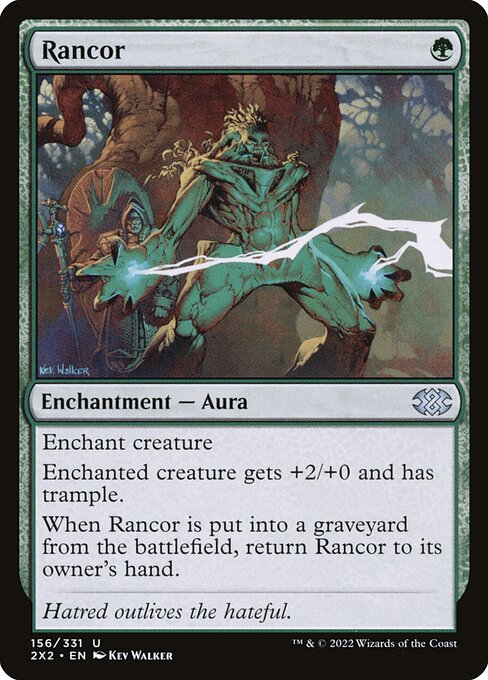 Rancor
Kev. Walker
Enchantment — Aura
Enchant creature
Enchanted creature gets +2/+0 and has
trample.
When Rancor is put into a graveyard
from the battlefield, return Rancor to its
owner's hand.
Hatred outlives the hateful.
156/331 U
2X2 • EN Kev Walker
™ & © 2022 Wizards of the Coast